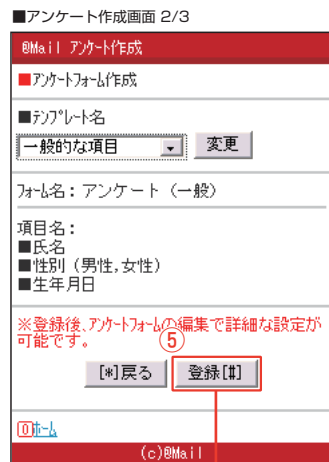 ■アンケート作成画面 2/3
@Mail アンケート作成
■アンケートフォーム作成
■テンプレート名
一般的な項目 変更
フォーム名：アンケート（一般）
項目名：
■氏名
■性別（男性,女性）
■生年月日
※登録後、アンケートフォームの編集で詳細な設定が
可能です。
⑤
[*]戻る 登録[#]
[0]ホーム
(c)@Mail